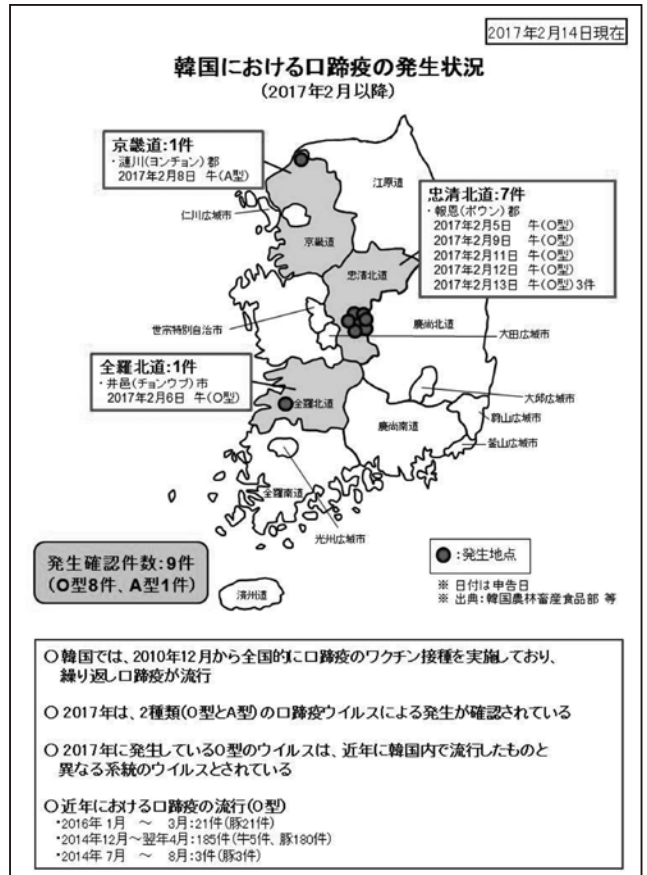 2017年2月14日現在
韓国における口蹄疫の発生状況
(2017年2月以降)
京畿道:1件
・漣川(ヨンチョン)郡
2017年2月8日 牛(A型)
忠清北道:7件
・報恩(ボウン)郡
2017年2月5日 牛(O型)
2017年2月9日 牛(O型)
2017年2月11日 牛(O型)
2017年2月12日 牛(O型)
2017年2月13日 牛(O型)3件
江原道
仁川広域市
京畿道
忠清北道
世宗特別自治市
慶尚北道
大田広域市
全羅北道:1件
・井邑(チョンウプ)市
2017年2月6日 牛(O型)
全羅北道
大邱広域市
蔚山広域市
慶尚南道
釜山広域市
全羅南道
光州広域市
発生確認件数:9件
(O型8件、A型1件)
:発生地点
※ 日付は申告日
※ 出典:韓国農林畜産食品部 等
済州道
○ 韓国では、2010年12月から全国的に口蹄疫のワクチン接種を実施しており、
繰り返し口蹄疫が流行
○ 2017年は、2種類(O型とA型)の口蹄疫ウイルスによる発生が確認されている
○ 2017年に発生しているO型のウイルスは、近年に韓国内で流行したものと
異なる系統のウイルスとされている
○ 近年における口蹄疫の流行(O型)
・2016年 1月 ～ 3月:21件(豚21件)
・2014年12月～翌年4月:185件(牛5件、豚180件)
・2014年 7月 ～ 8月:3件(豚3件)